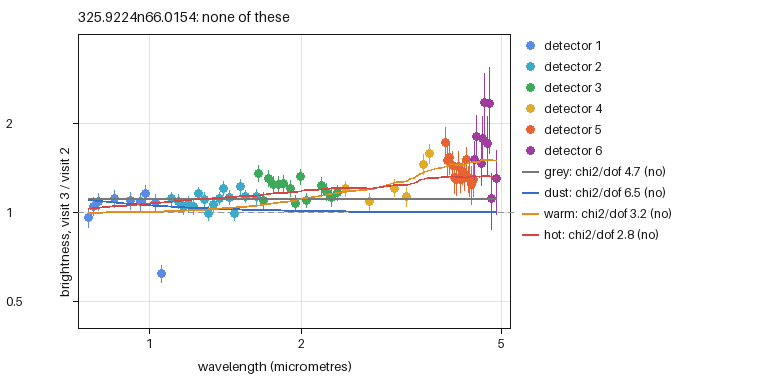 325.9224n66.0154: none of these
brightness, visit 3 / visit 2
2
1
0.5
1
2
5
wavelength (micrometres)
detector 1
detector 2
detector 3
detector 4
detector 5
detector 6
grey: chi2/dof 4.7 (no)
dust: chi2/dof 6.5 (no)
warm: chi2/dof 3.2 (no)
hot: chi2/dof 2.8 (no)